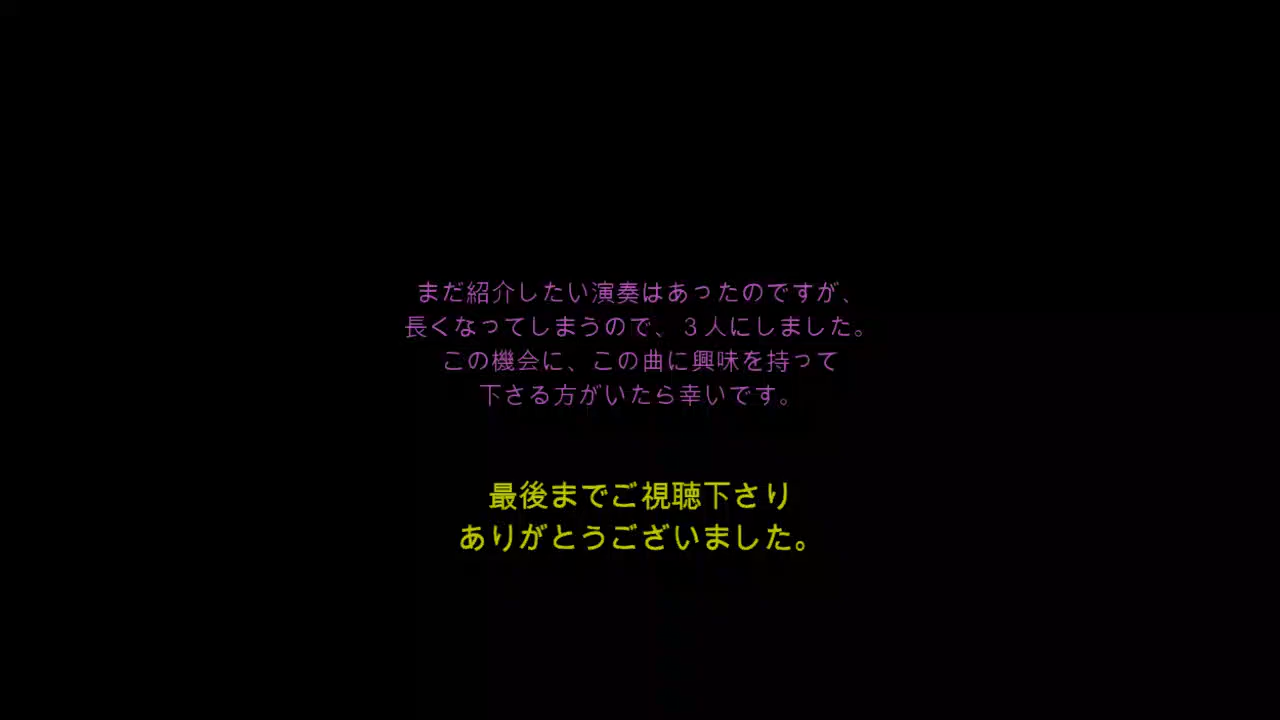 まだ紹介したい演奏はあったのですが、
長くなってしまうので、３人にしました。
この機会に、この曲に興味を持って
下さる方がいたら幸いです。
最後までご視聴下さり
ありがとうございました。